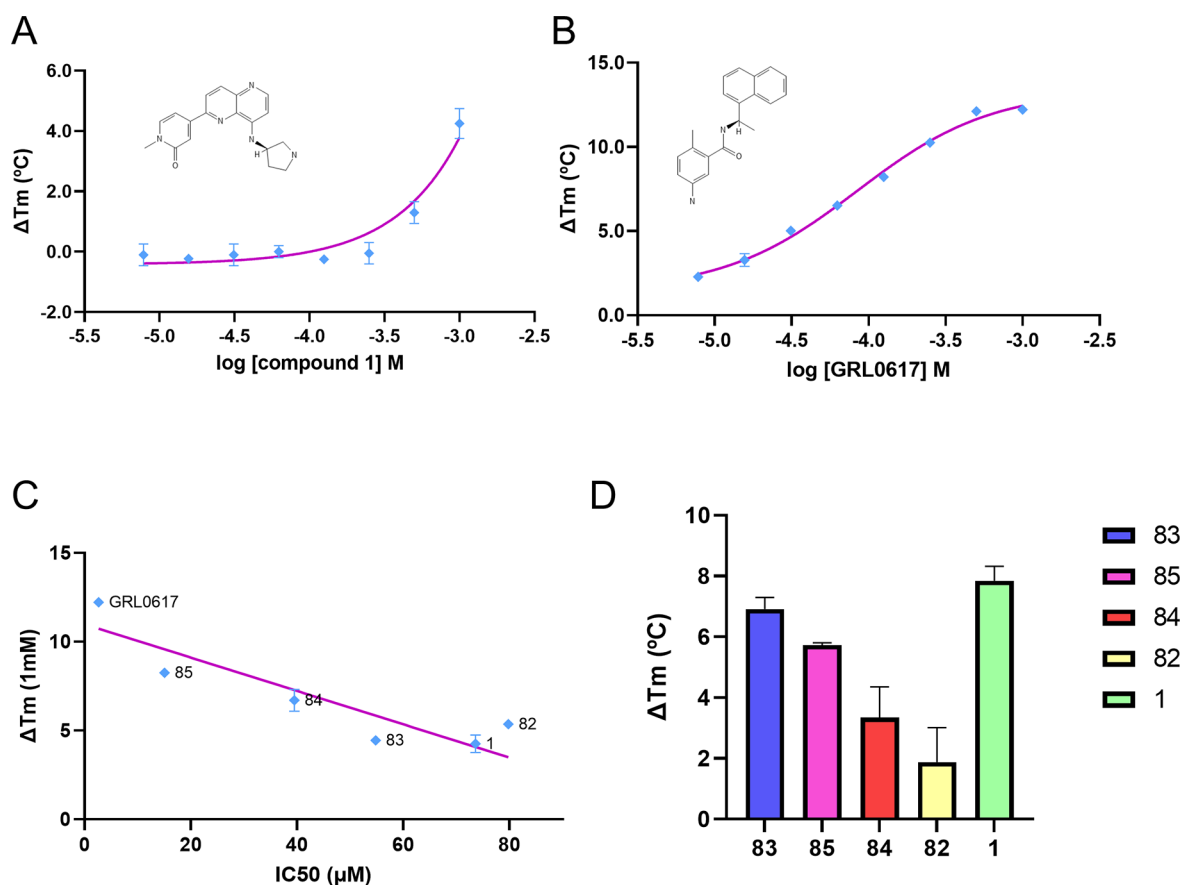 A
6.0
4.0
2.0
0.0
-2.0
ΔTm (ºC)
N
N
N
O
HN
H
N
-5.5 -5.0 -4.5 -4.0 -3.5 -3.0 -2.5
log [compound 1] M
B
15.0
10.0
5.0
0.0
ΔTm (ºC)
N
H
O
N
-5.5 -5.0 -4.5 -4.0 -3.5 -3.0 -2.5
log [GRL0617] M
C
15
10
5
0
ΔTm (1mM)
GRL0617
85
84
83
1
82
0 20 40 60 80
IC50 (µM)
D
10
8
6
4
2
0
ΔTm (ºC)
83 85 84 82 1
83
85
84
82
1